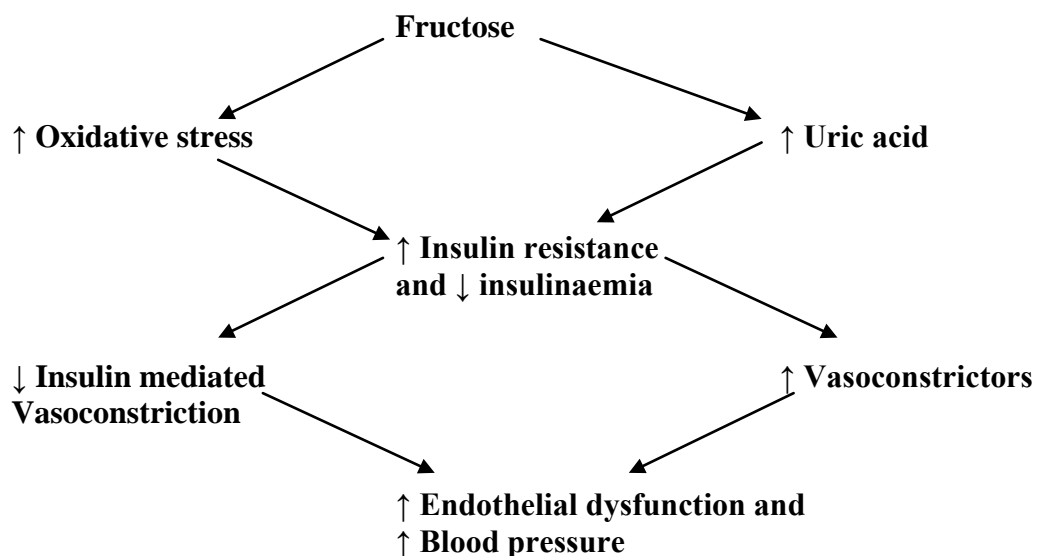 Fructose
↑ Oxidative stress
↑ Uric acid
↑ Insulin resistance
and ↓ insulinaemia
↓ Insulin mediated
Vasoconstriction
↑ Vasoconstrictors
↑ Endothelial dysfunction and
↑ Blood pressure